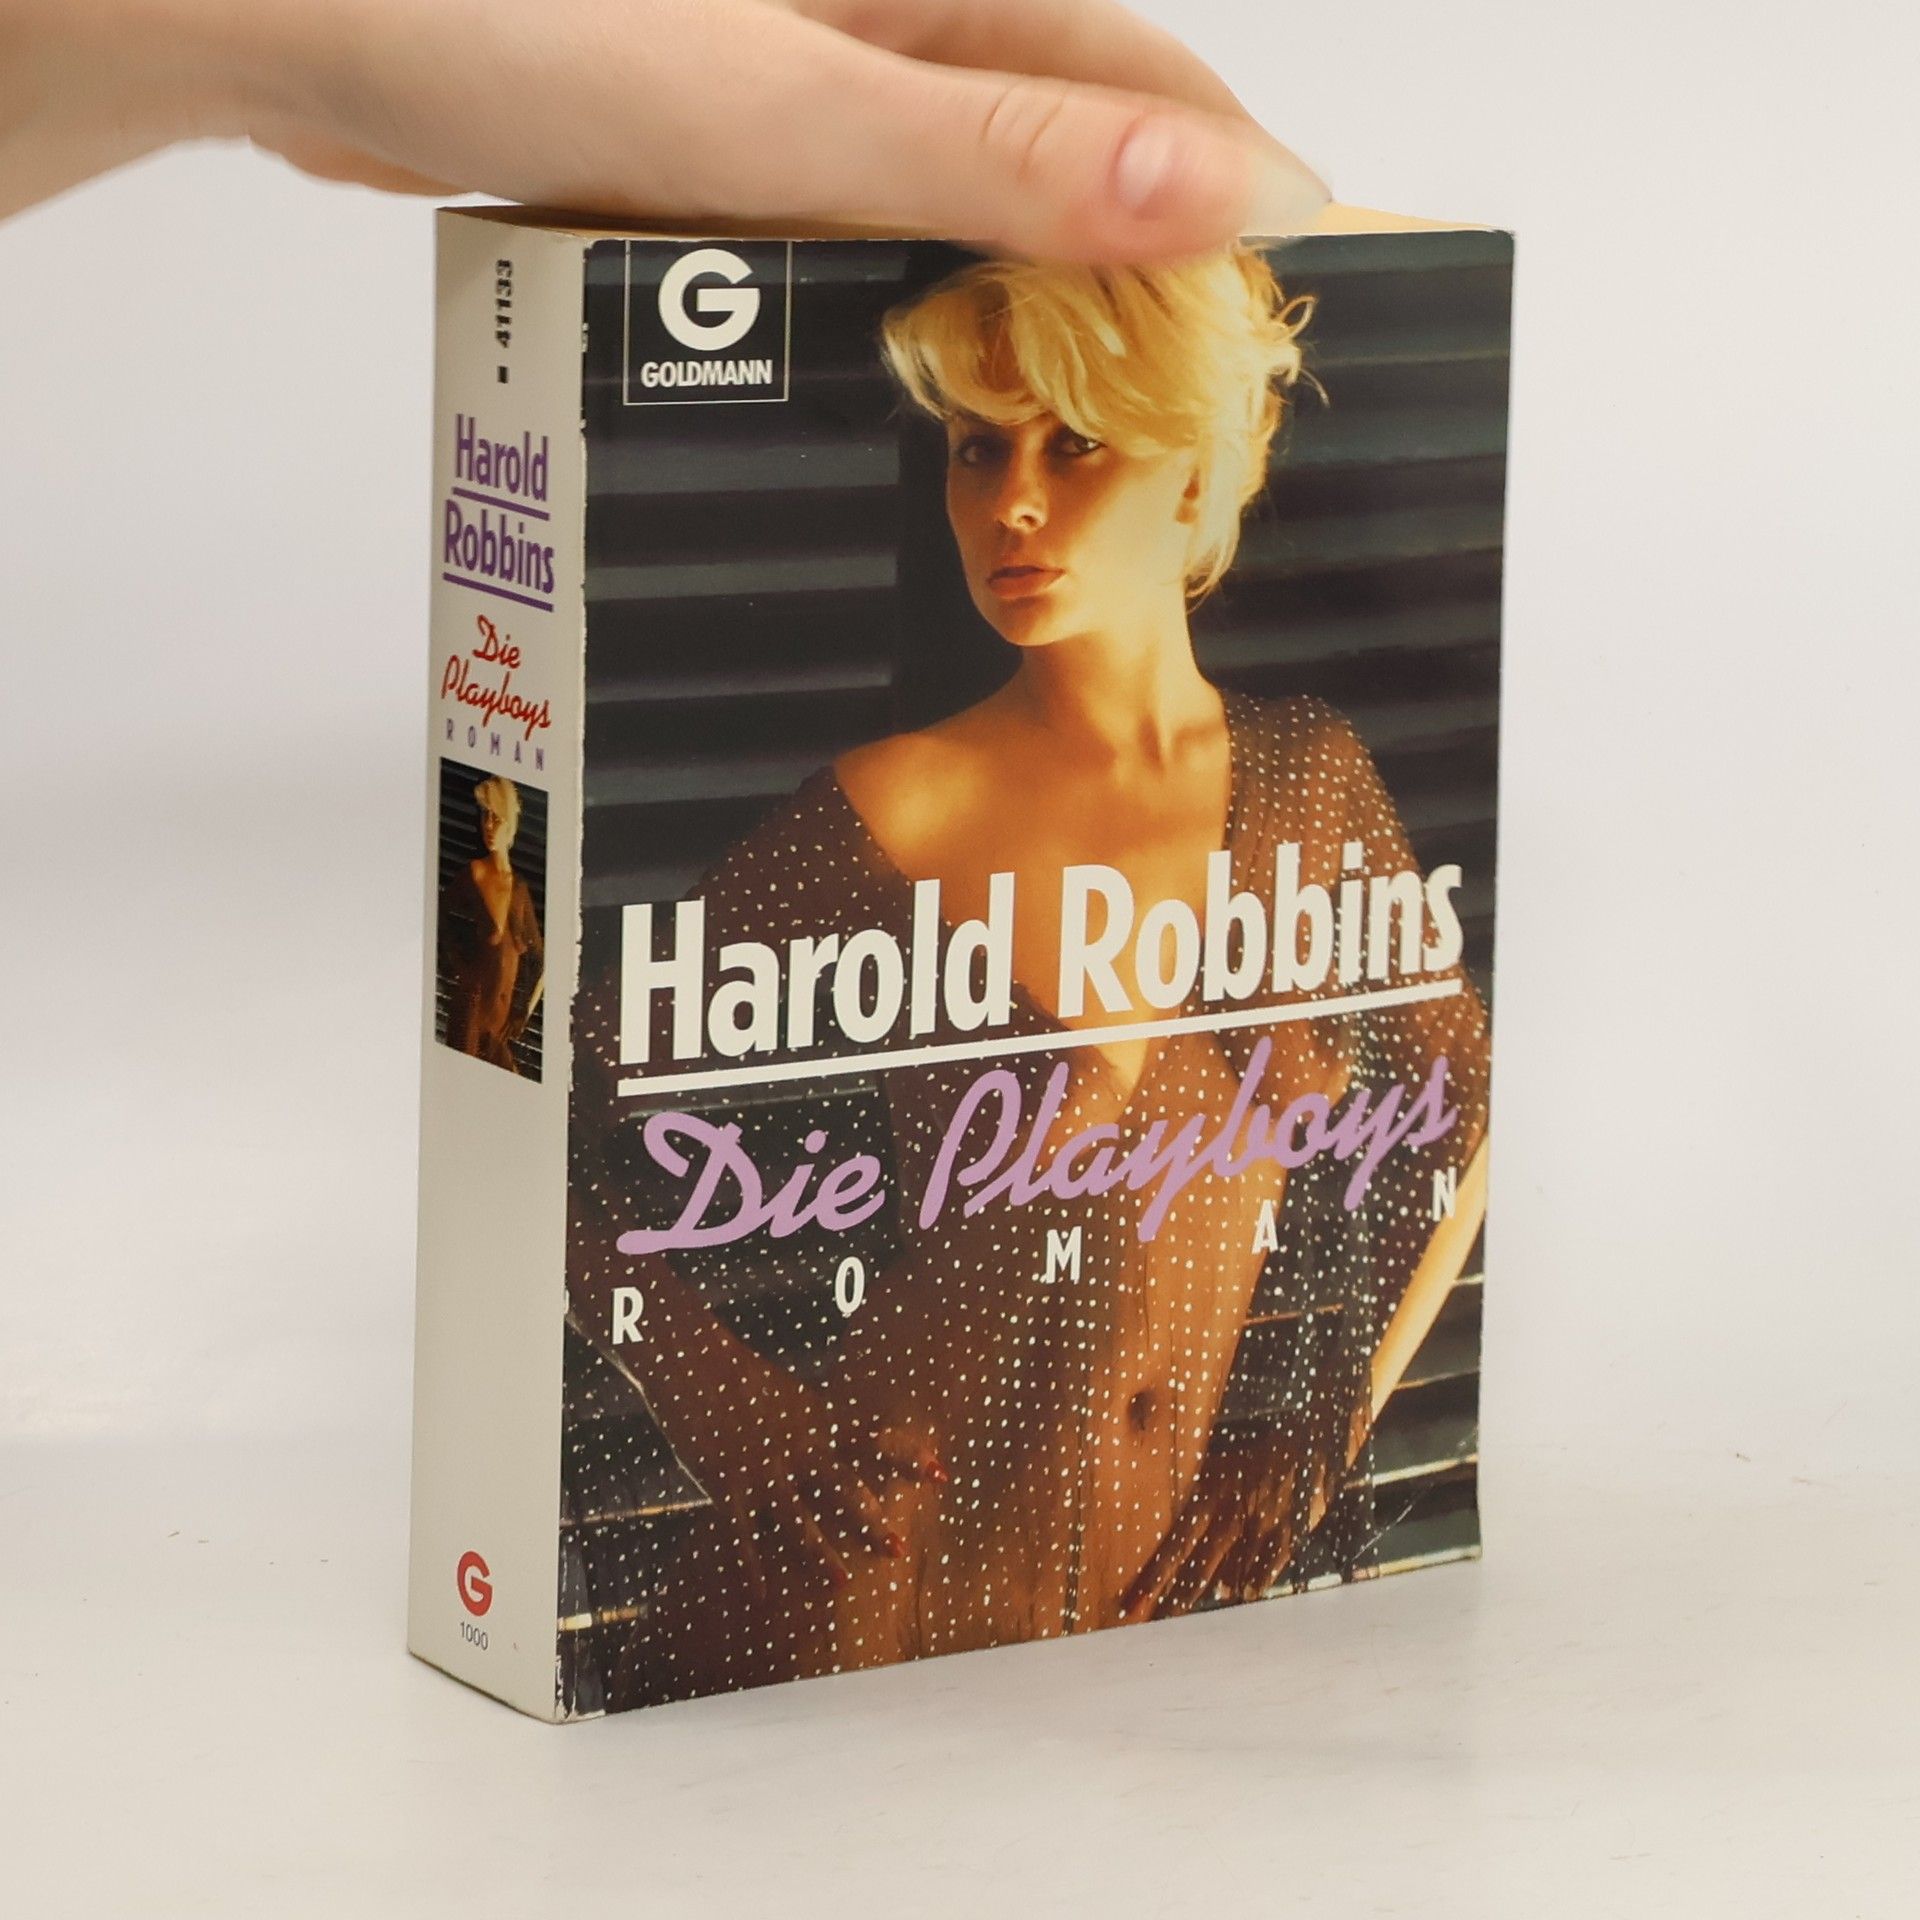 41133
Harold
Robbins
Die
Playboys
ROMAN
G
1000
G
GOLDMANN
Harold Robbins
Die Playboys
ROMAN